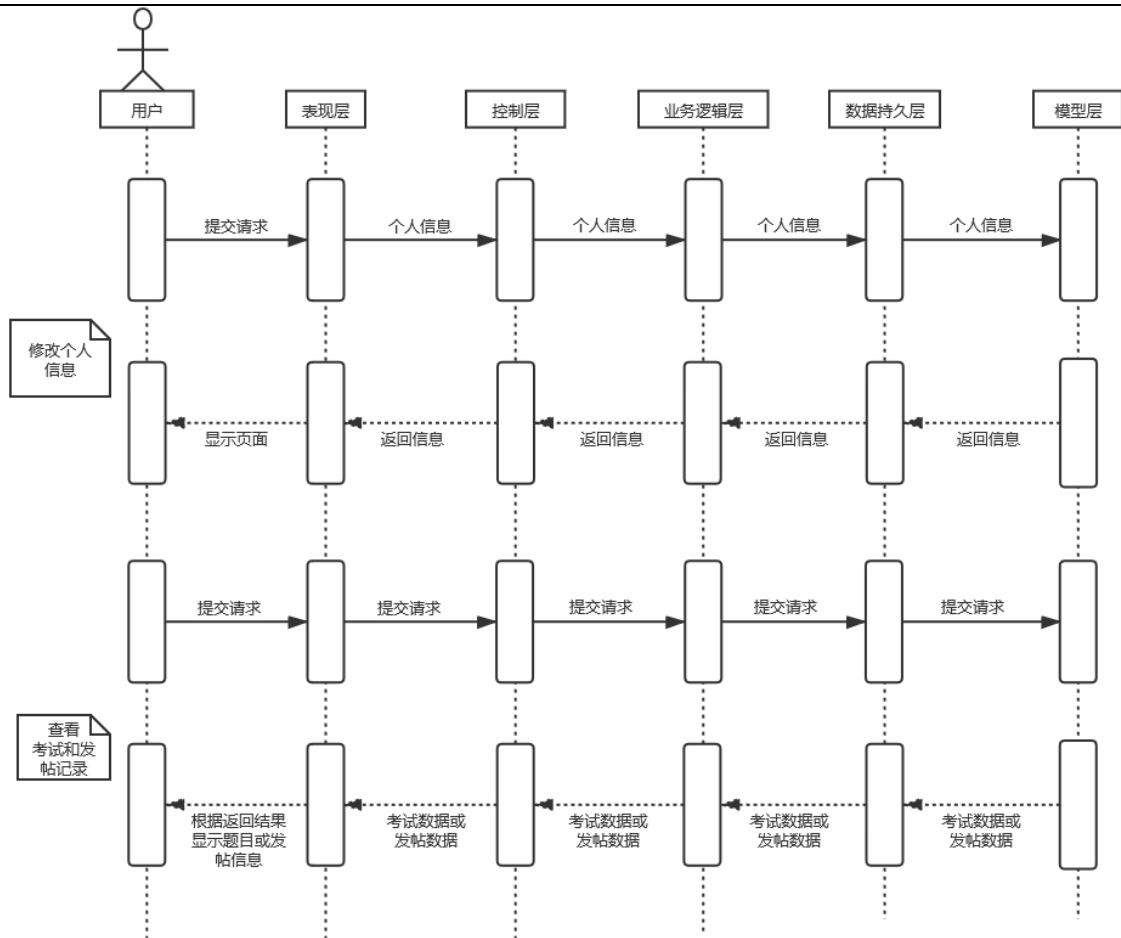 用户
表现层
控制层
业务逻辑层
数据持久层
模型层
提交请求
个人信息
个人信息
个人信息
个人信息
修改个人
信息
显示页面
返回信息
返回信息
返回信息
返回信息
提交请求
提交请求
提交请求
提交请求
提交请求
查看
考试和发
帖记录
根据返回结果
显示题目或发
帖信息
考试数据或
发帖数据
考试数据或
发帖数据
考试数据或
发帖数据
考试数据或
发帖数据